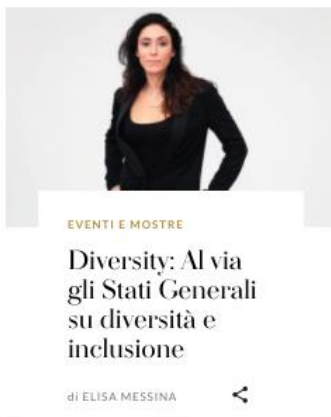 EVENTI E MOSTRE
Diversity: Al via
gli Stati Generali
su diversità e
inclusione
di ELISA MESSINA